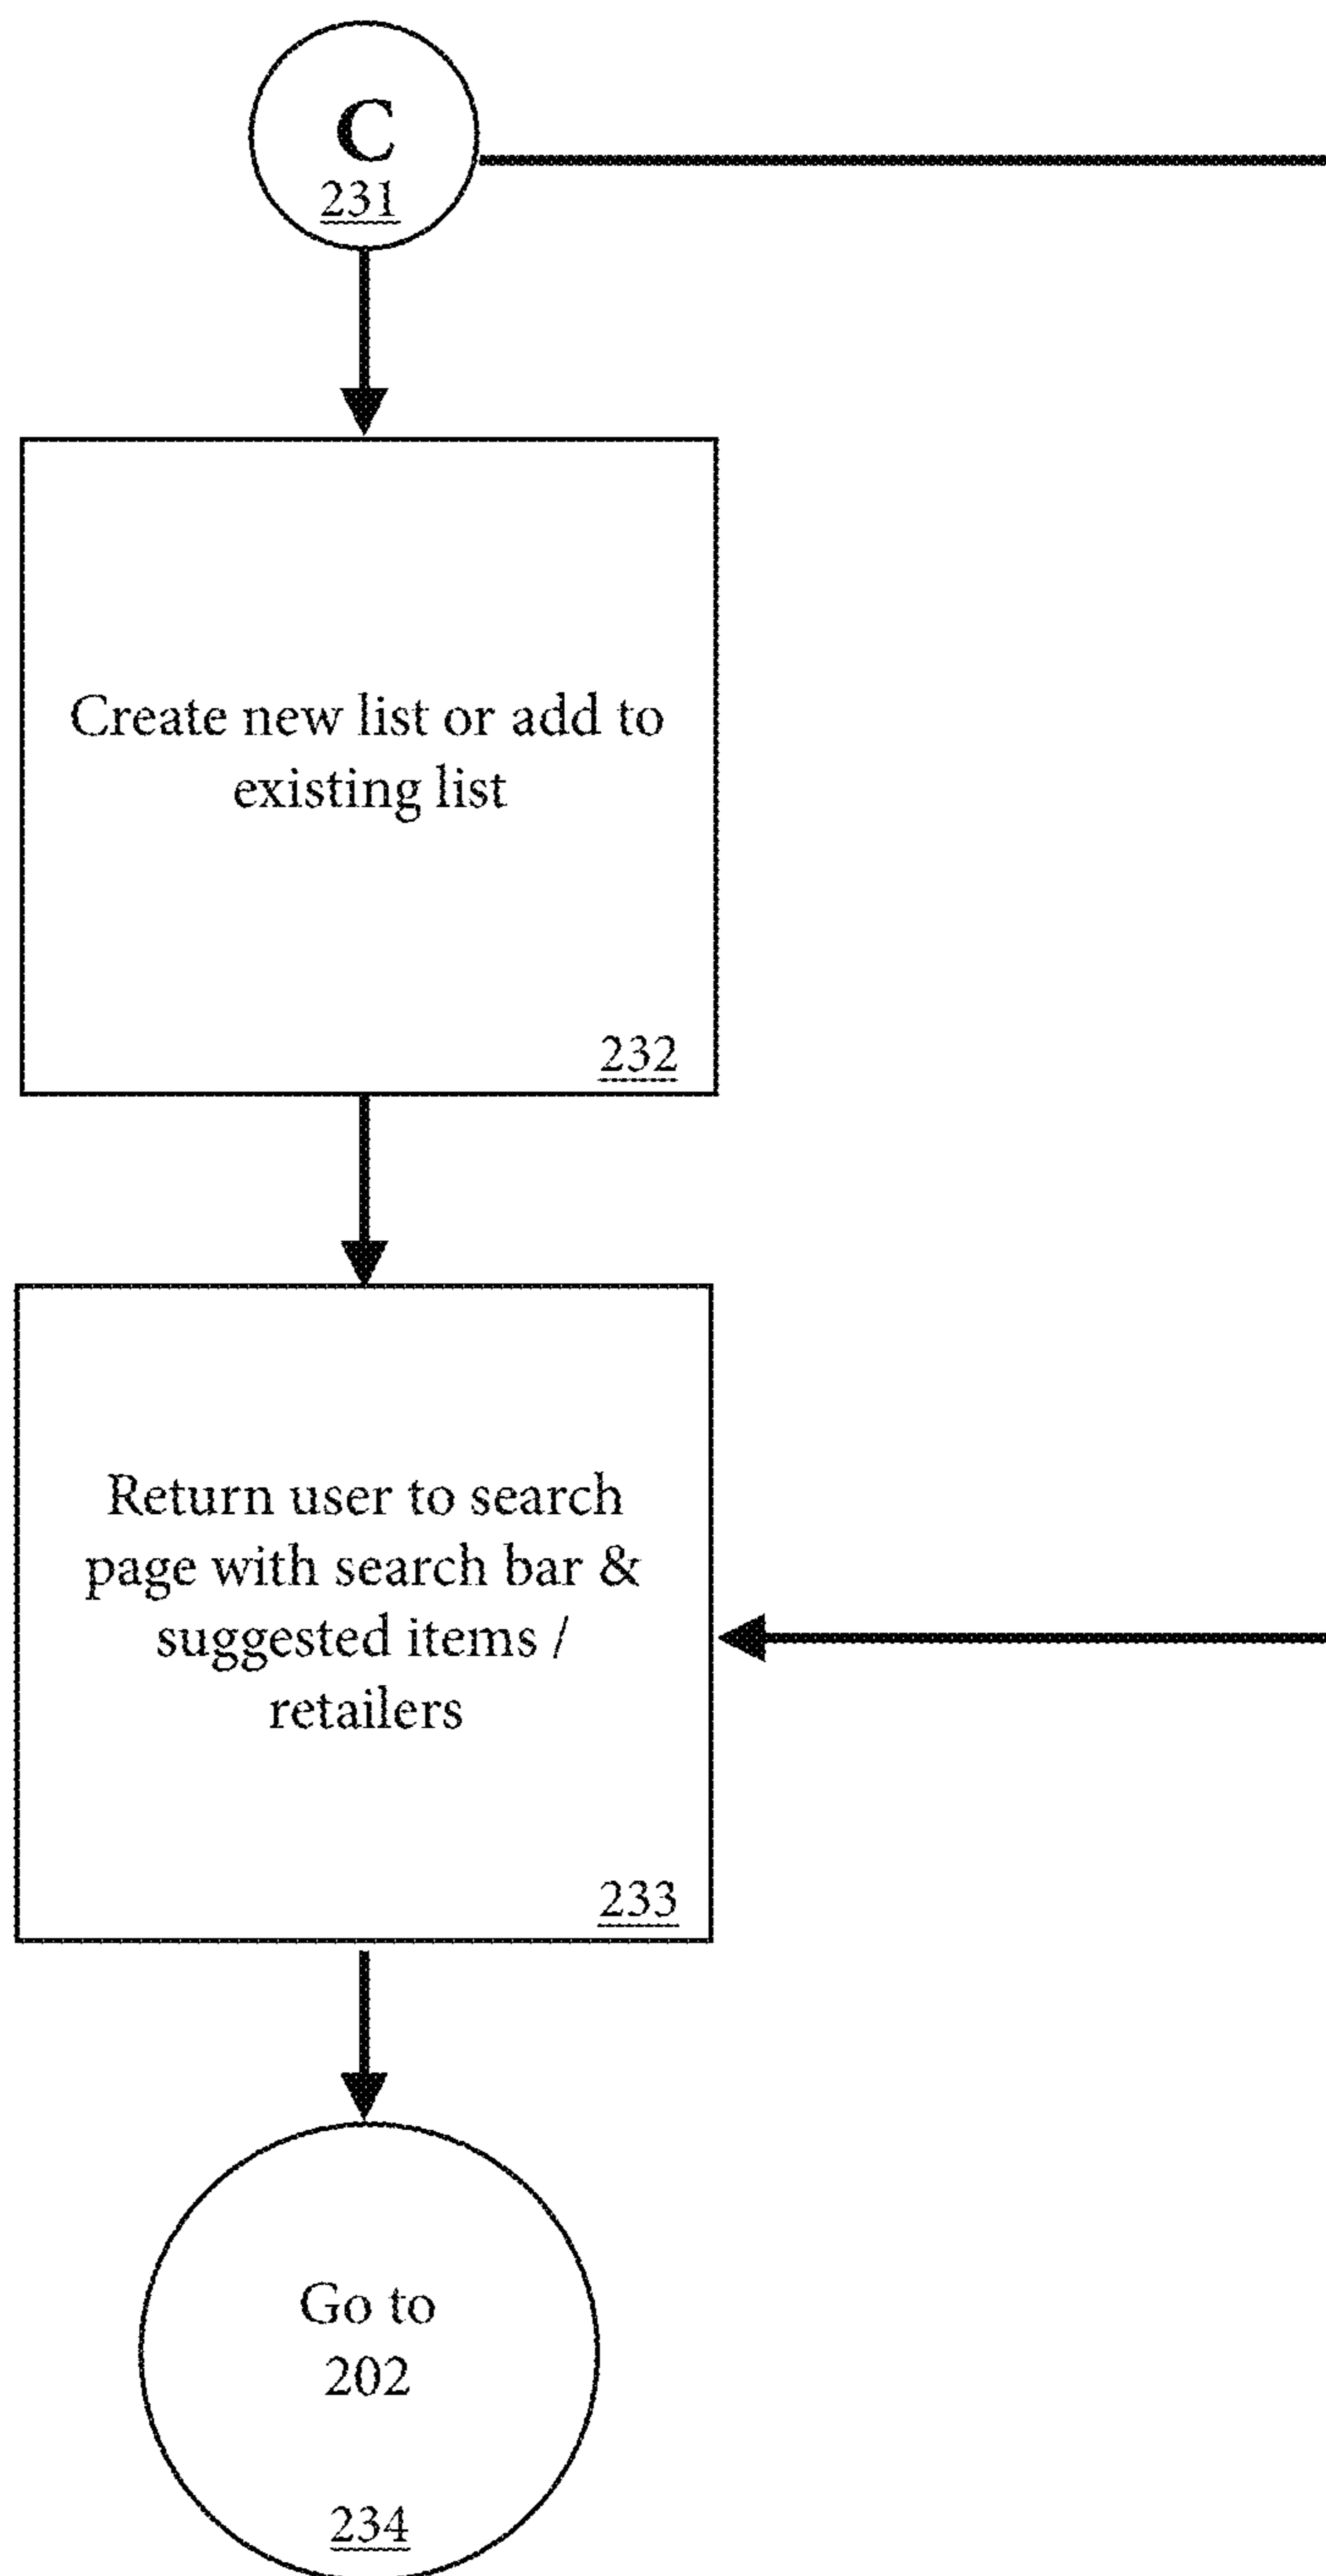 C
231
Create new list or add to
existing list
232
Return user to search
page with search bar &
suggested items /
retailers
233
Go to
202
234